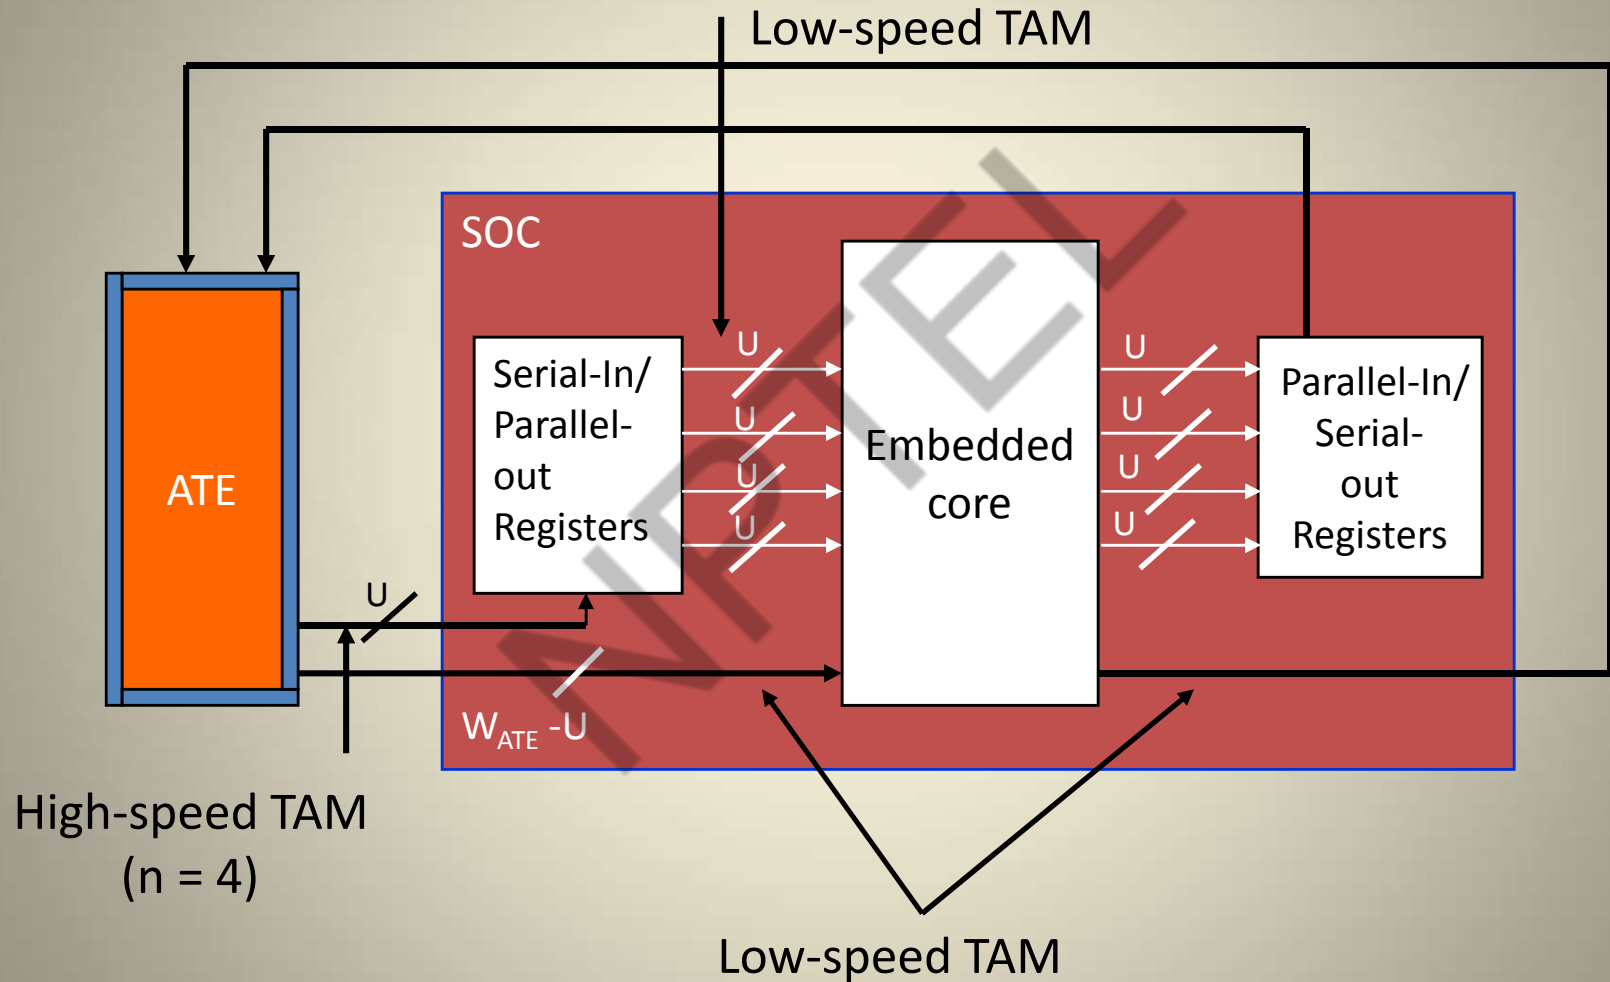 Low-speed TAM
SOC
U
U
U
U
U
U
U
U
Serial-In/
Parallel-
out
Registers
Embedded
core
Parallel-In/
Serial-
out
Registers
ATE
U
W_ATE -U
High-speed TAM
(n = 4)
Low-speed TAM
NPTEL